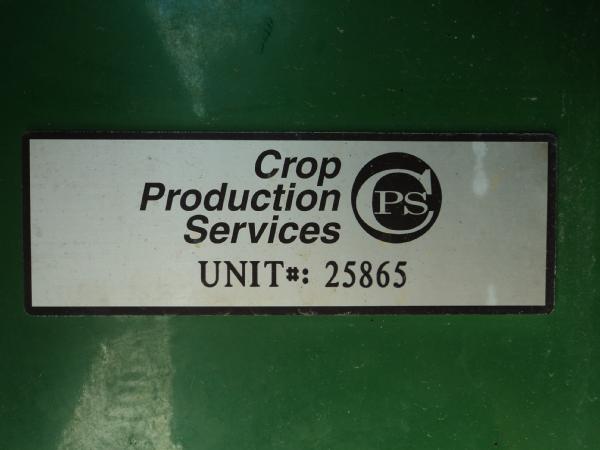 Crop
Production
Services
CPS
UNIT#: 25865